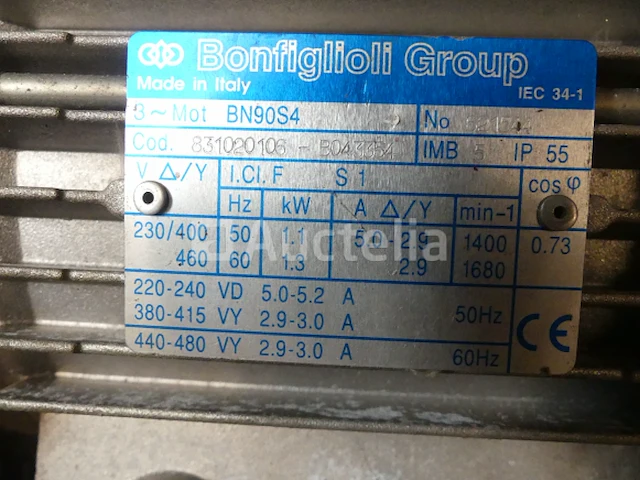 Bonfiglioli Group
Made in Italy
IEC 34-1
3~Mot BN90S4 No
Cod. 831020106 - IMB 5 IP 55
V △/Y I.Cl.F S 1 cos φ
Hz kW A △/Y min-1
230/400 50 1.1 5.0-2.9 1400 0.73
460 60 1.3 2.9 1680
Auctelia
220-240 VD 5.0-5.2 A
380-415 VY 2.9-3.0 A 50Hz
440-480 VY 2.9-3.0 A 60Hz
CE